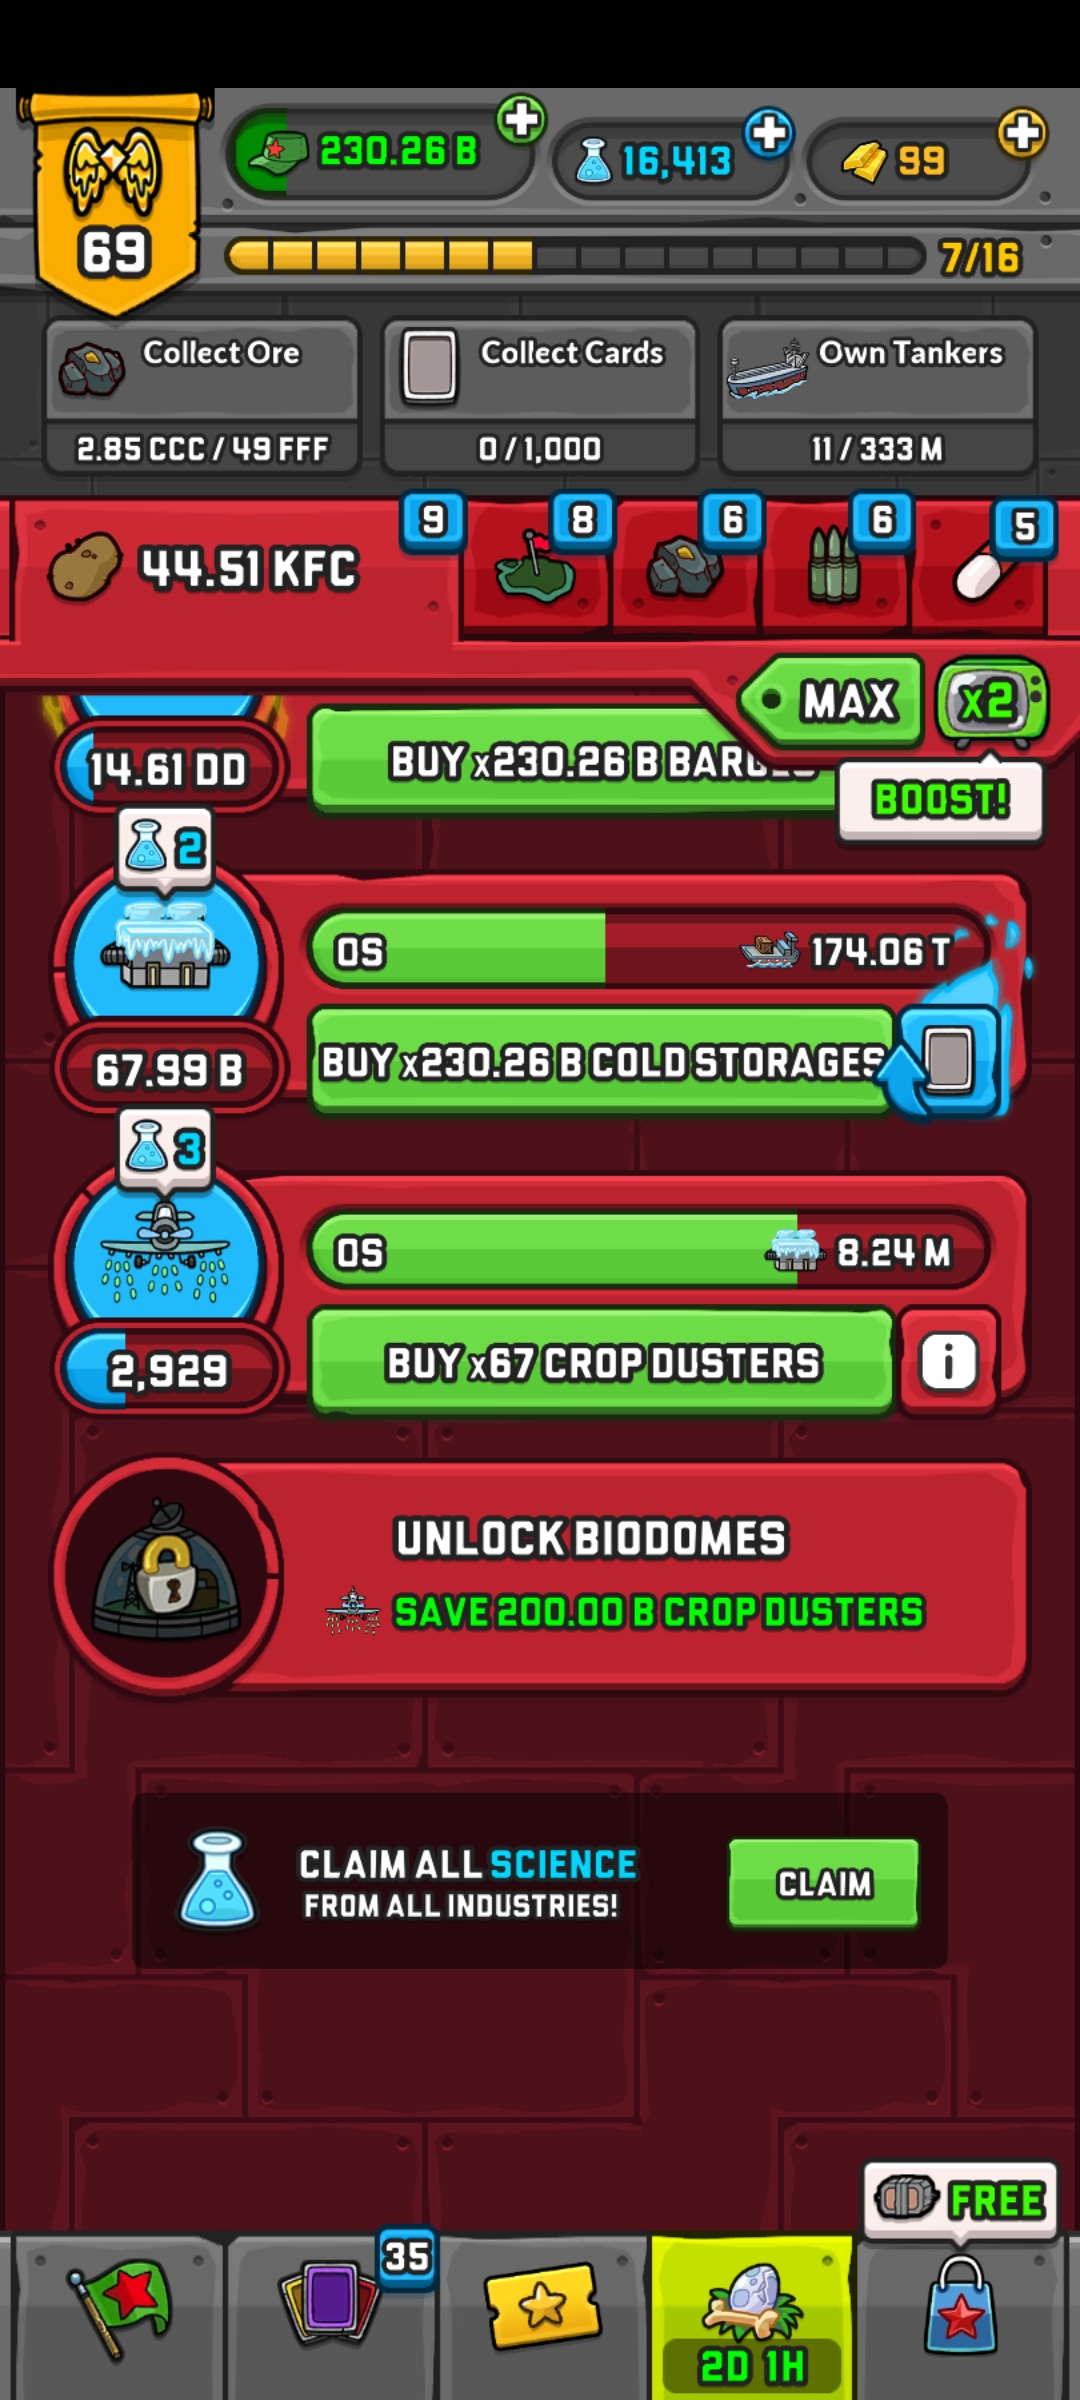 230.26 B
16,413
99
69
7/16
Collect Ore
Collect Cards
Own Tankers
2.85 CCC / 49 FFF
0 / 1,000
11 / 333 M
9
8
6
6
5
44.51 KFC
MAX
x2
14.61 DD
BUY x230.26 B BARGES
BOOST!
2
0S
174.06 T
67.99 B
BUY x230.26 B COLD STORAGES
3
0S
8.24 M
2,929
BUY x67 CROP DUSTERS
i
UNLOCK BIODOMES
SAVE 200.00 B CROP DUSTERS
CLAIM ALL SCIENCE
FROM ALL INDUSTRIES!
CLAIM
FREE
35
2D 1H